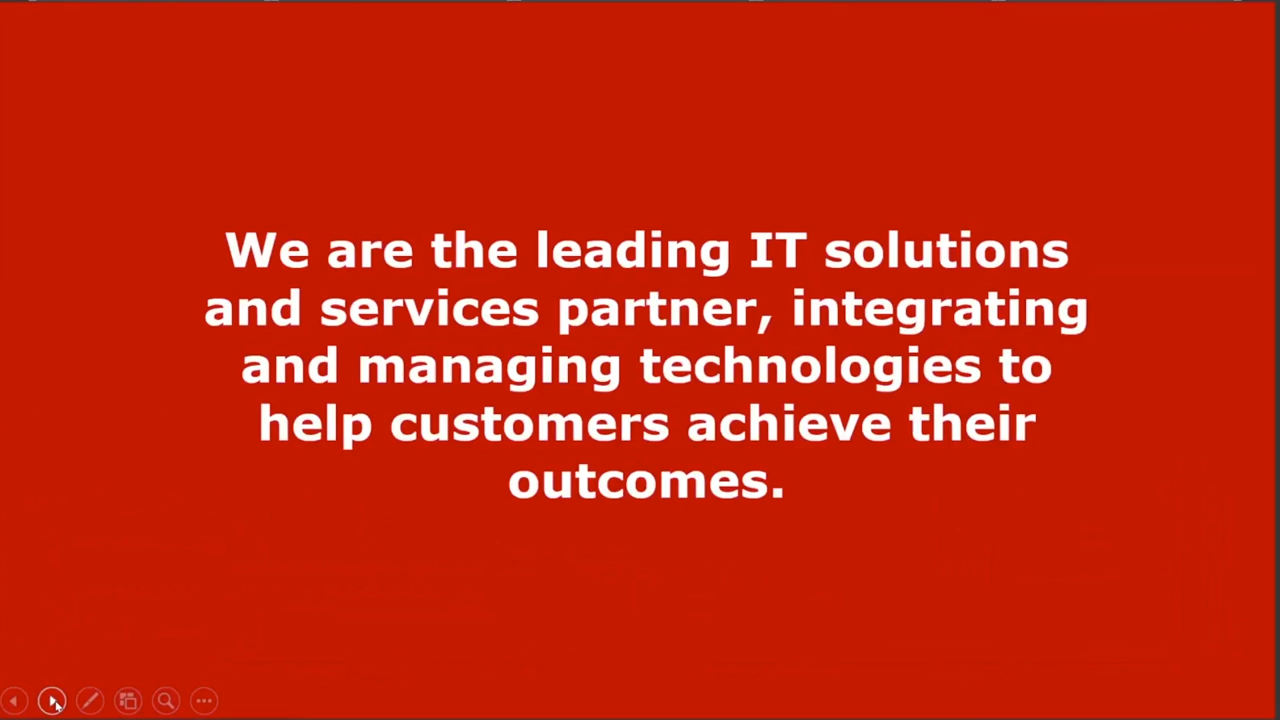 We are the leading IT solutions
and services partner, integrating
and managing technologies to
help customers achieve their
outcomes.